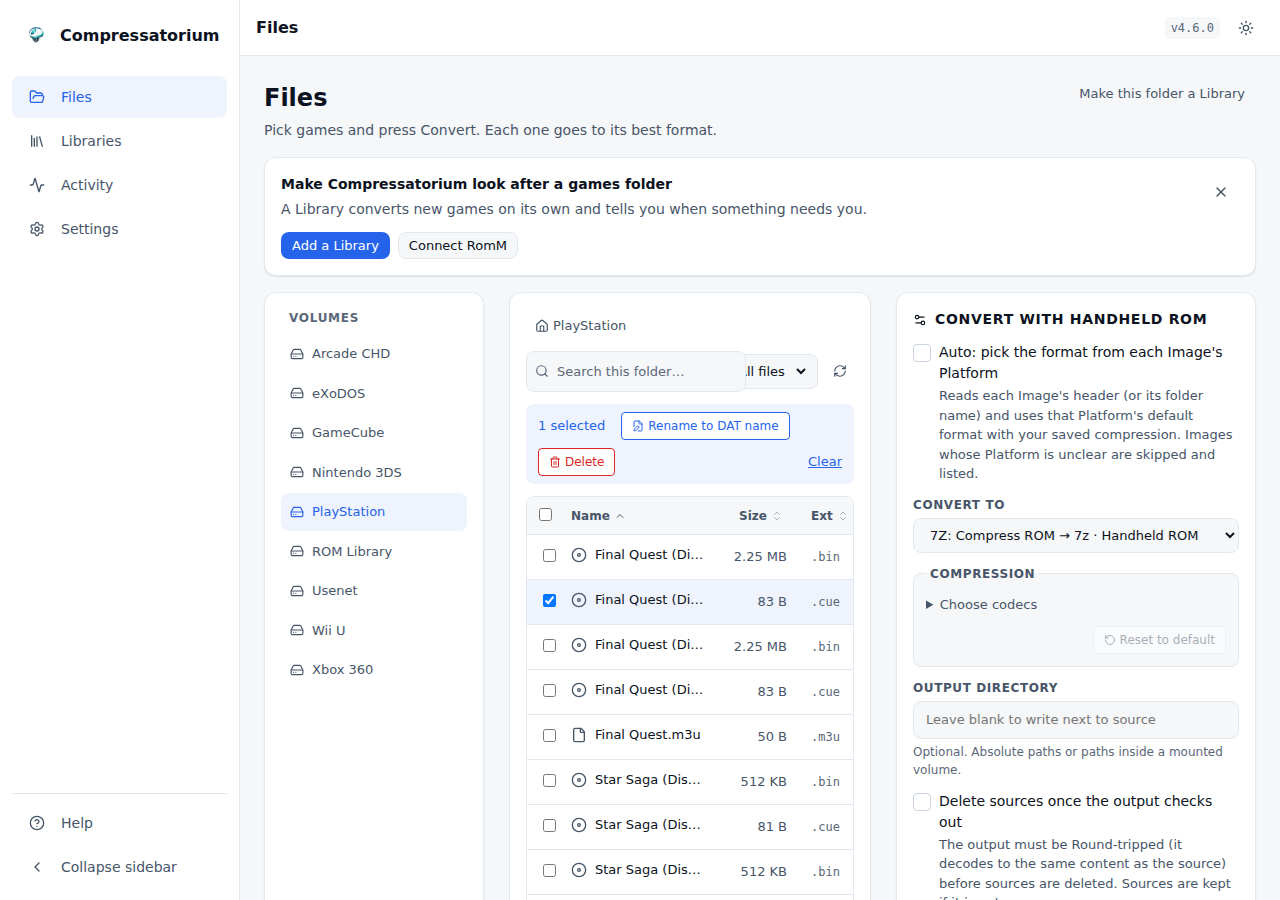 Compressatorium
Files
v4.6.0
Files
Libraries
Activity
Settings
Help
Collapse sidebar
Files
Make this folder a Library
Pick games and press Convert. Each one goes to its best format.
Make Compressatorium look after a games folder
A Library converts new games on its own and tells you when something needs you.
Add a Library
Connect RomM
VOLUMES
Arcade CHD
eXoDOS
GameCube
Nintendo 3DS
PlayStation
ROM Library
Usenet
Wii U
Xbox 360
PlayStation
Search this folder…
ll files
1 selected
Rename to DAT name
Delete
Clear
Name
Size
Ext
Final Quest (Di… 2.25 MB .bin
Final Quest (Di… 83 B .cue
Final Quest (Di… 2.25 MB .bin
Final Quest (Di… 83 B .cue
Final Quest.m3u 50 B .m3u
Star Saga (Dis… 512 KB .bin
Star Saga (Dis… 81 B .cue
Star Saga (Dis… 512 KB .bin
CONVERT WITH HANDHELD ROM
Auto: pick the format from each Image's
Platform
Reads each Image's header (or its folder
name) and uses that Platform's default
format with your saved compression. Images
whose Platform is unclear are skipped and
listed.
CONVERT TO
7Z: Compress ROM → 7z · Handheld ROM
COMPRESSION
Choose codecs
Reset to default
OUTPUT DIRECTORY
Leave blank to write next to source
Optional. Absolute paths or paths inside a mounted
volume.
Delete sources once the output checks
out
The output must be Round-tripped (it
decodes to the same content as the source)
before sources are deleted. Sources are kept